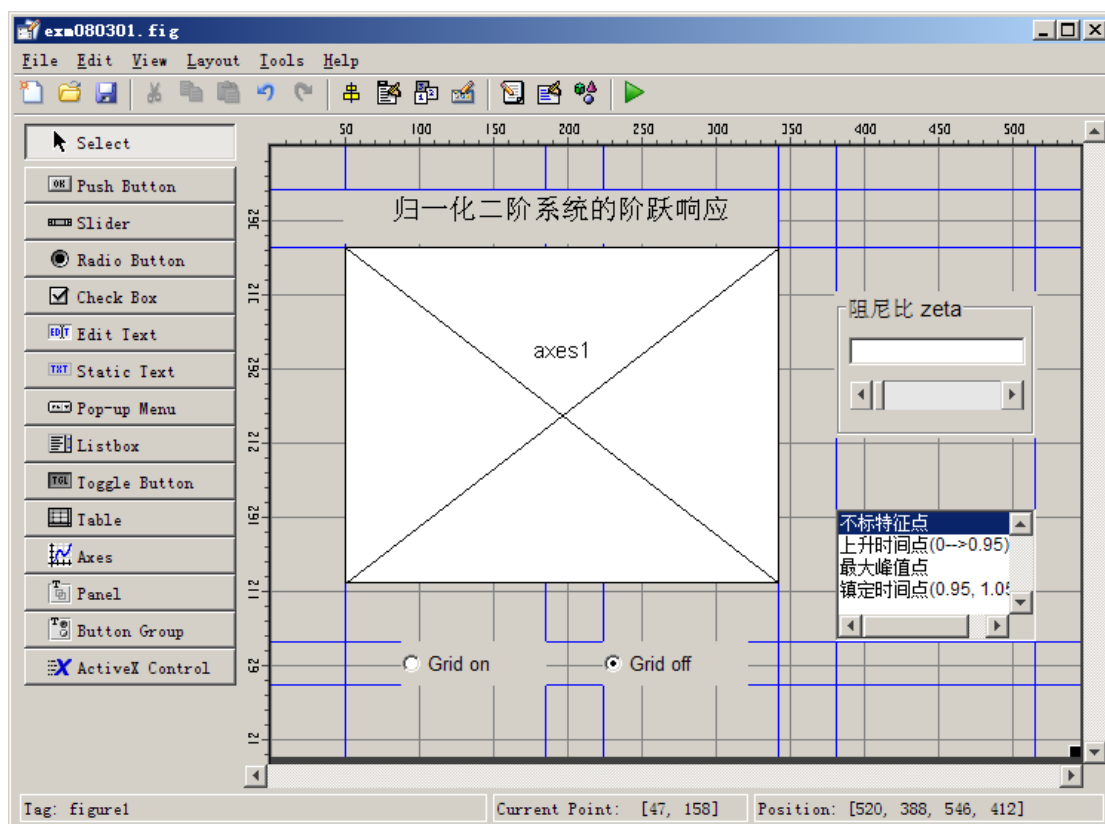 exm080301.fig
File Edit View Layout Tools Help
Select
OK Push Button
Slider
Radio Button
Check Box
EDIT Edit Text
TXT Static Text
Pop-up Menu
Listbox
TGL Toggle Button
Table
Axes
Panel
Button Group
ActiveX Control
50 100 150 200 250 300 350 400 450 500
362
312
262
212
162
112
62
12
归一化二阶系统的阶跃响应
axes1
阻尼比 zeta
不标特征点
上升时间点(0-->0.95)
最大峰值点
镇定时间点(0.95, 1.05
Grid on
Grid off
Tag: figure1
Current Point: [47, 158]
Position: [520, 388, 546, 412]